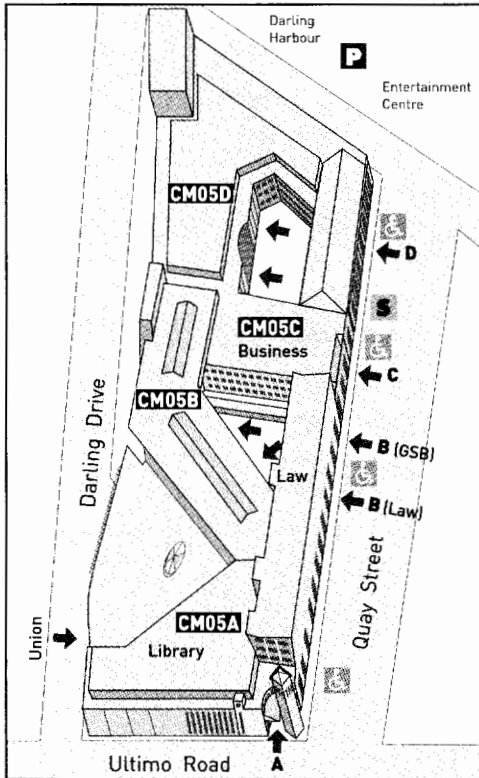 Darling
Harbour
P
Entertainment
Centre
CM05D
D
S
CM05C
Business
C
CM05B
Darling Drive
B (GSB)
Law
B (Law)
Quay Street
CM05A
Library
Union
Ultimo Road
A